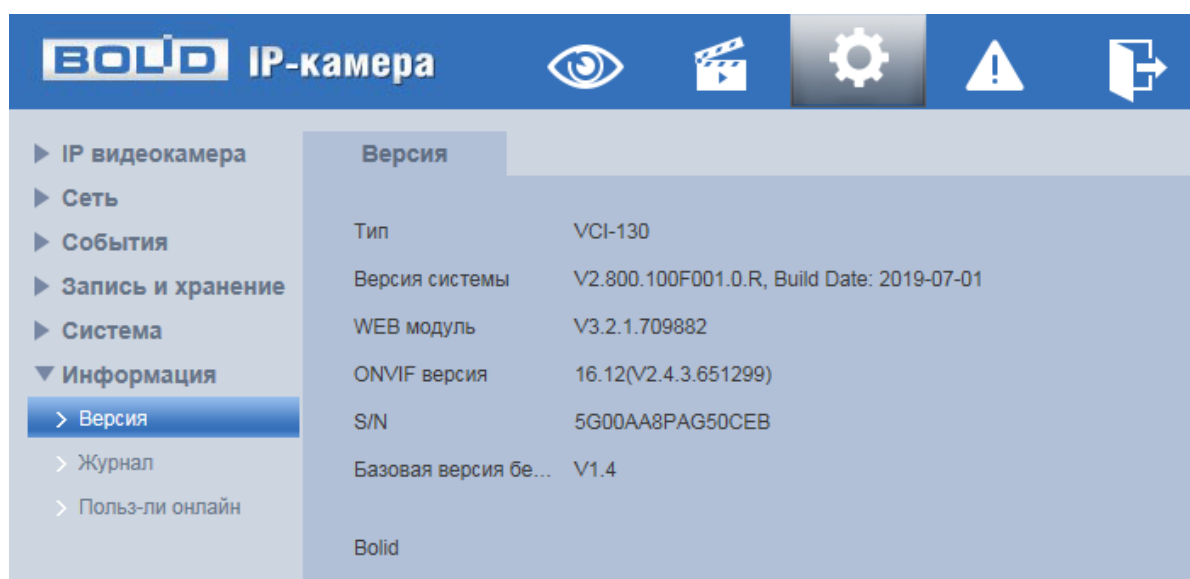 BOLID IP-камера
IP видеокамера
Сеть
События
Запись и хранение
Система
Информация
Версия
Журнал
Польз-ли онлайн
Версия
Тип VCI-130
Версия системы V2.800.100F001.0.R, Build Date: 2019-07-01
WEB модуль V3.2.1.709882
ONVIF версия 16.12(V2.4.3.651299)
S/N 5G00AA8PAG50CEB
Базовая версия бе... V1.4
Bolid